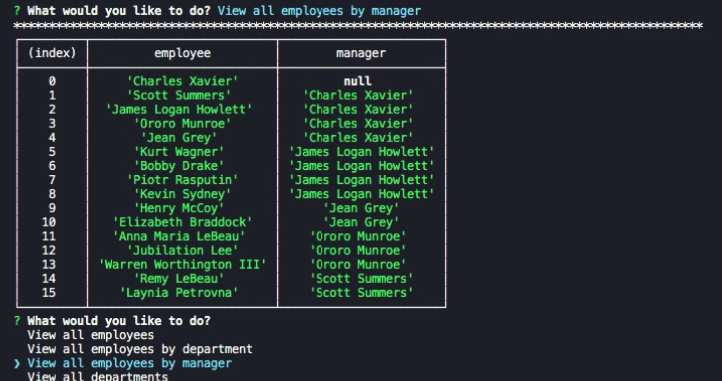 ? What would you like to do? View all employees by manager
****************************************************************************************************
(index) employee manager
0 'Charles Xavier' null
1 'Scott Summers' 'Charles Xavier'
2 'James Logan Howlett' 'Charles Xavier'
3 'Ororo Munroe' 'Charles Xavier'
4 'Jean Grey' 'Charles Xavier'
5 'Kurt Wagner' 'James Logan Howlett'
6 'Bobby Drake' 'James Logan Howlett'
7 'Piotr Rasputin' 'James Logan Howlett'
8 'Kevin Sydney' 'James Logan Howlett'
9 'Henry McCoy' 'Jean Grey'
10 'Elizabeth Braddock' 'Jean Grey'
11 'Anna Maria LeBeau' 'Ororo Munroe'
12 'Jubilation Lee' 'Ororo Munroe'
13 'Warren Worthington III' 'Ororo Munroe'
14 'Remy LeBeau' 'Scott Summers'
15 'Laynia Petrovna' 'Scott Summers'
? What would you like to do?
View all employees
View all employees by department
❯ View all employees by manager
View all departments